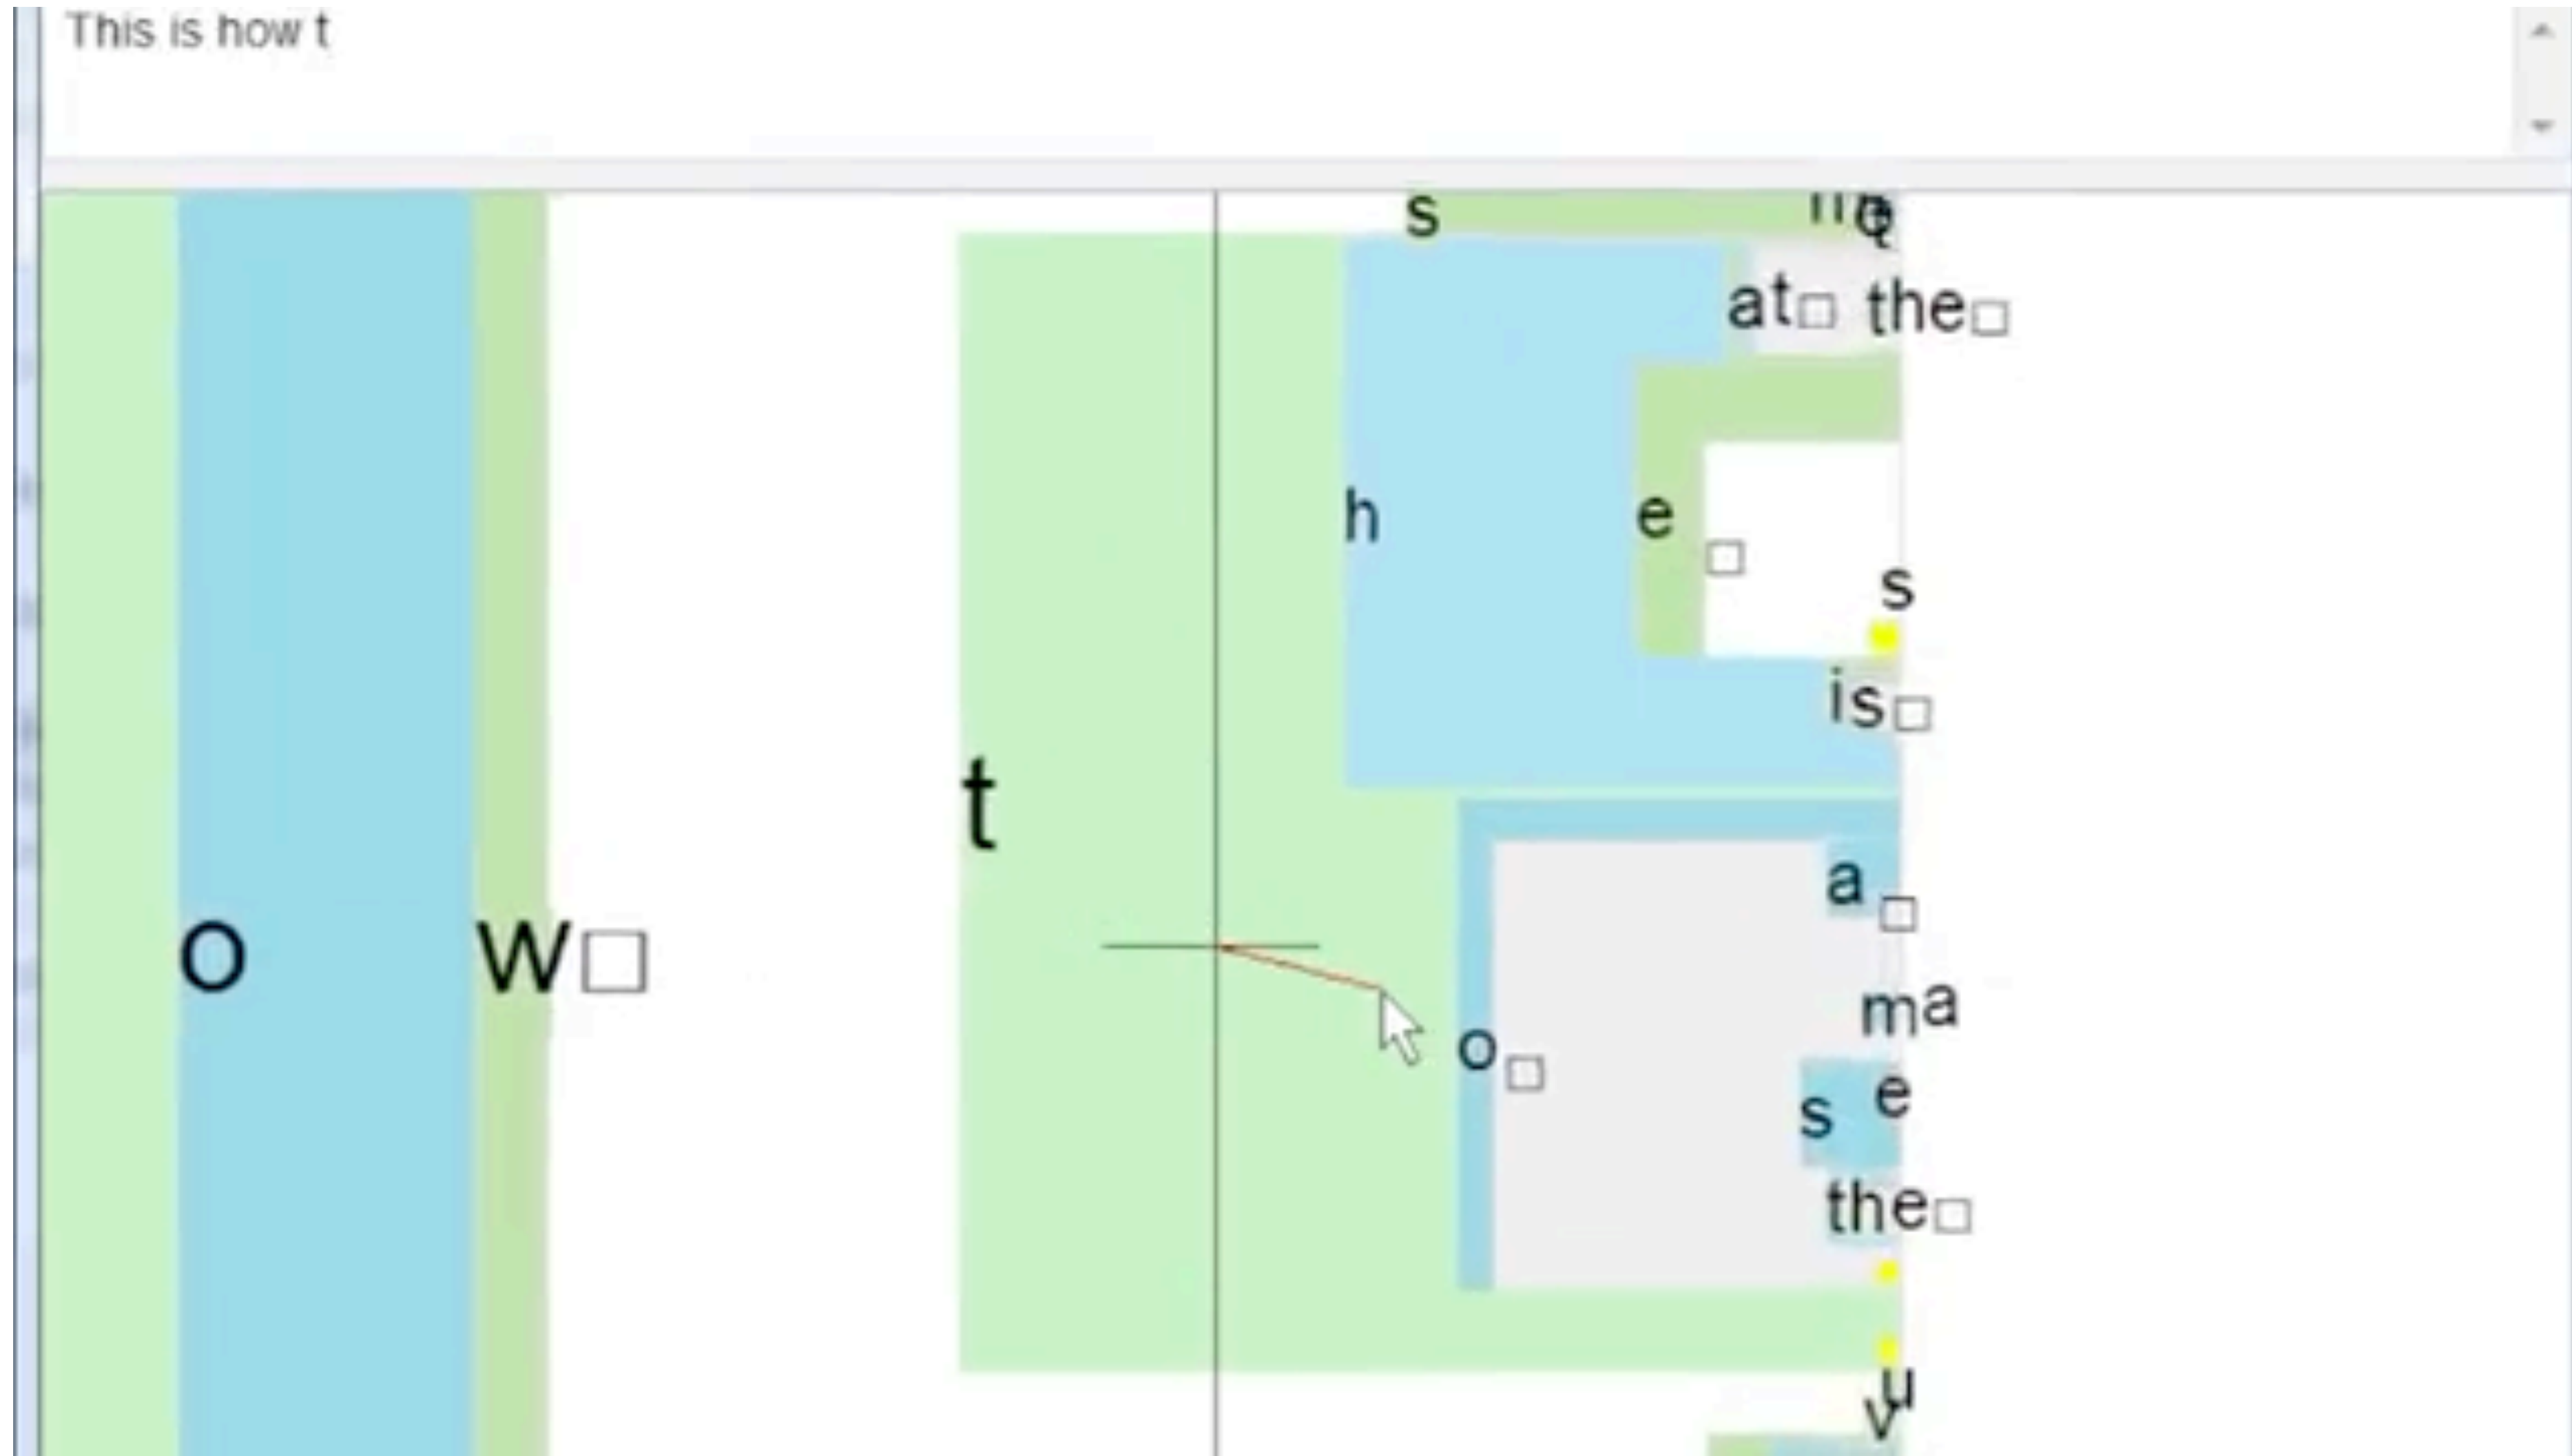 This is how t
s
at□ the□
h
e
□
s
is□
t
a
□
o
w□
ma
o
□
s
e
the□
u
v